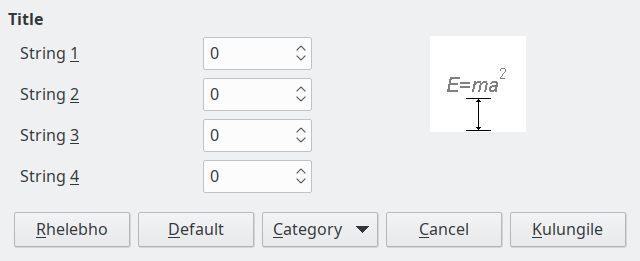 Title
String 1 0
String 2 0
String 3 0
String 4 0
E=ma²
Rhelebho Default Category Cancel Kulungile